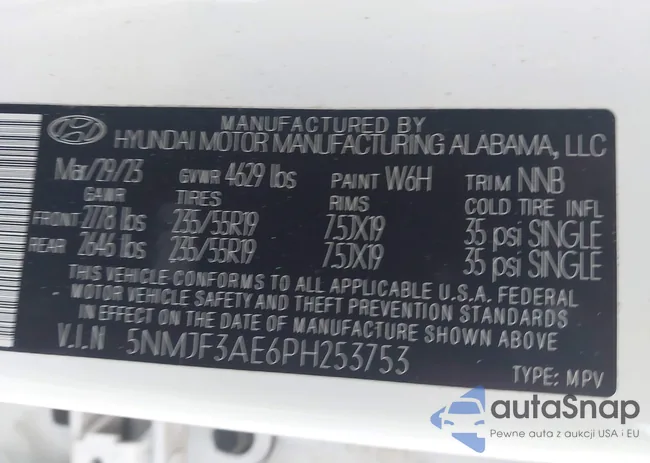 MANUFACTURED BY
HYUNDAI MOTOR MANUFACTURING ALABAMA, LLC
Mar/29/23 GVWR 4629 lbs PAINT W6H TRIM NNB
GAWR TIRES RIMS COLD TIRE INFL
FRONT 2778 lbs 235/55R19 7.5JX19 35 psi SINGLE
REAR 2646 lbs 235/55R19 7.5JX19 35 psi SINGLE
THIS VEHICLE CONFORMS TO ALL APPLICABLE U.S.A. FEDERAL
MOTOR VEHICLE SAFETY AND THEFT PREVENTION STANDARDS
IN EFFECT ON THE DATE OF MANUFACTURE SHOWN ABOVE
V.I.N 5NMJF3AE6PH253753
TYPE: MPV
autaSnap
Pewne auta z aukcji USA i EU